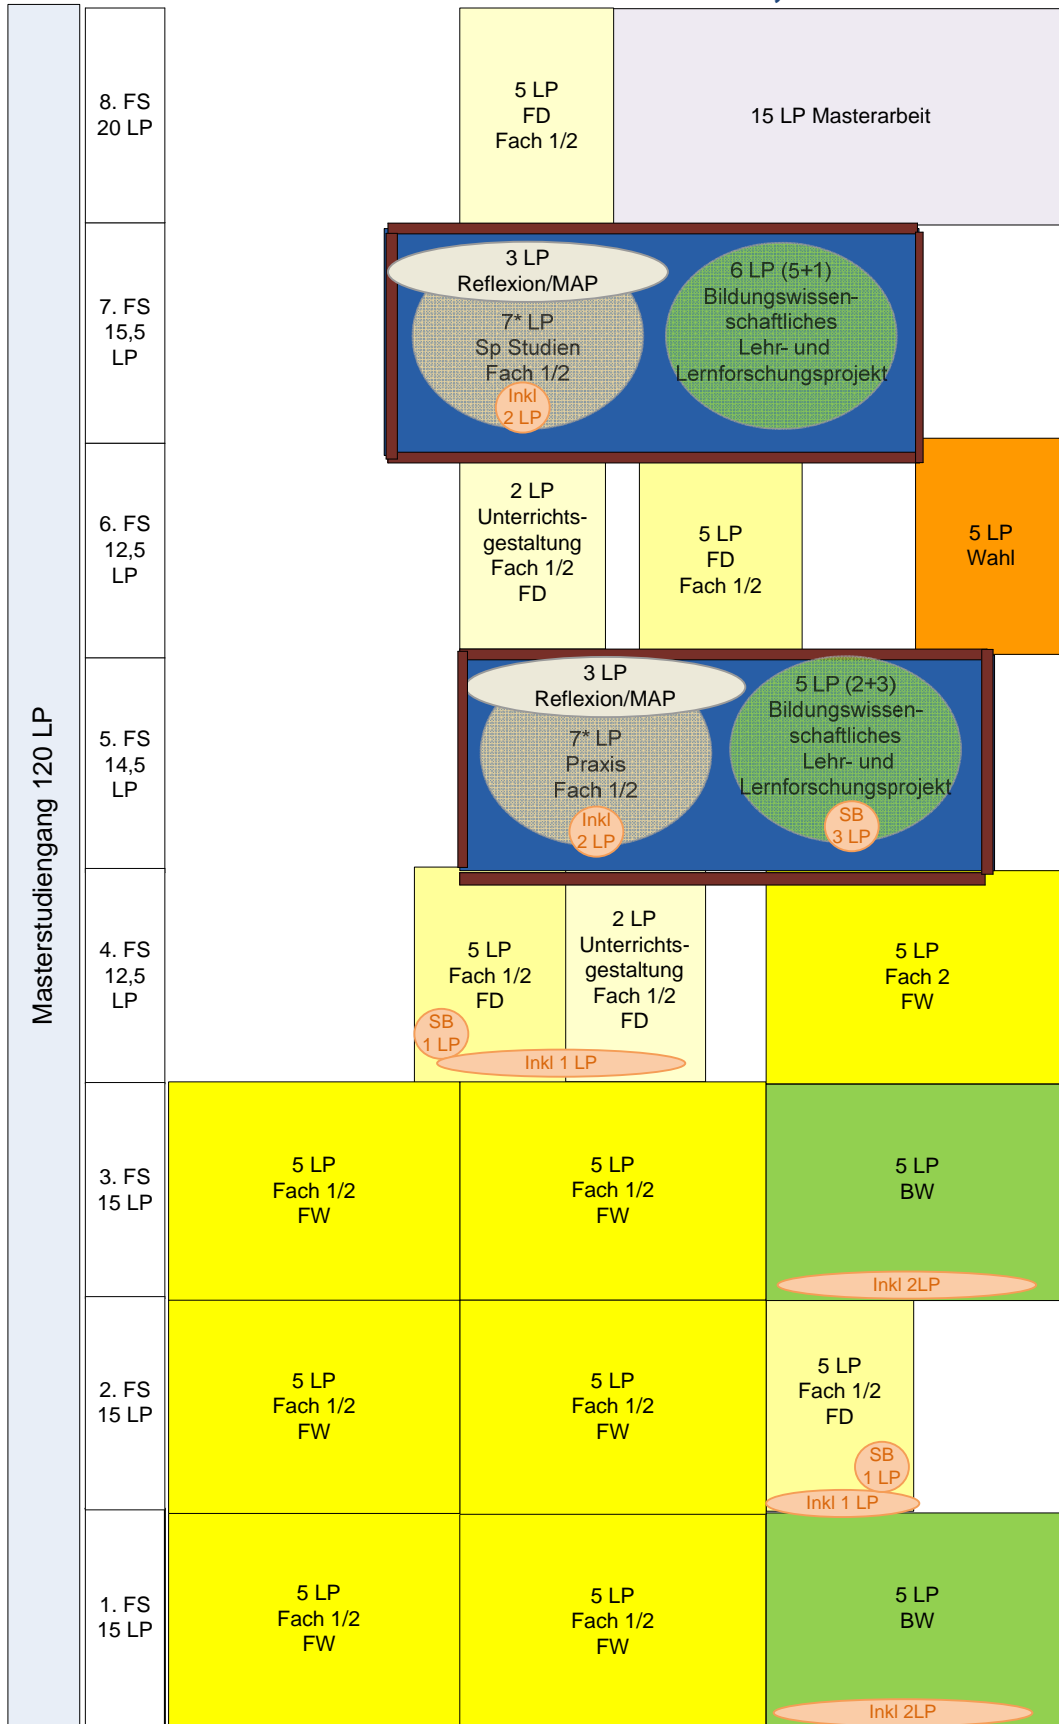 Masterstudiengang 120 LP
8. FS
20 LP
5 LP
FD
Fach 1/2
15 LP Masterarbeit
7. FS
15,5
LP
3 LP
Reflexion/MAP
7* LP
Sp Studien
Fach 1/2
Inkl
2 LP
6 LP (5+1)
Bildungswissen-
schaftliches
Lehr- und
Lernforschungsprojekt
6. FS
12,5
LP
2 LP
Unterrichts-
gestaltung
Fach 1/2
FD
5 LP
FD
Fach 1/2
5 LP
Wahl
5. FS
14,5
LP
3 LP
Reflexion/MAP
7* LP
Praxis
Fach 1/2
Inkl
2 LP
5 LP (2+3)
Bildungswissen-
schaftliches
Lehr- und
Lernforschungsprojekt
SB
3 LP
4. FS
12,5
LP
5 LP
Fach 1/2
FD
SB
1 LP
2 LP
Unterrichts-
gestaltung
Fach 1/2
FD
Inkl 1 LP
5 LP
Fach 2
FW
3. FS
15 LP
5 LP
Fach 1/2
FW
5 LP
Fach 1/2
FW
5 LP
BW
Inkl 2LP
2. FS
15 LP
5 LP
Fach 1/2
FW
5 LP
Fach 1/2
FW
5 LP
Fach 1/2
FD
SB
1 LP
Inkl 1 LP
1. FS
15 LP
5 LP
Fach 1/2
FW
5 LP
Fach 1/2
FW
5 LP
BW
Inkl 2LP